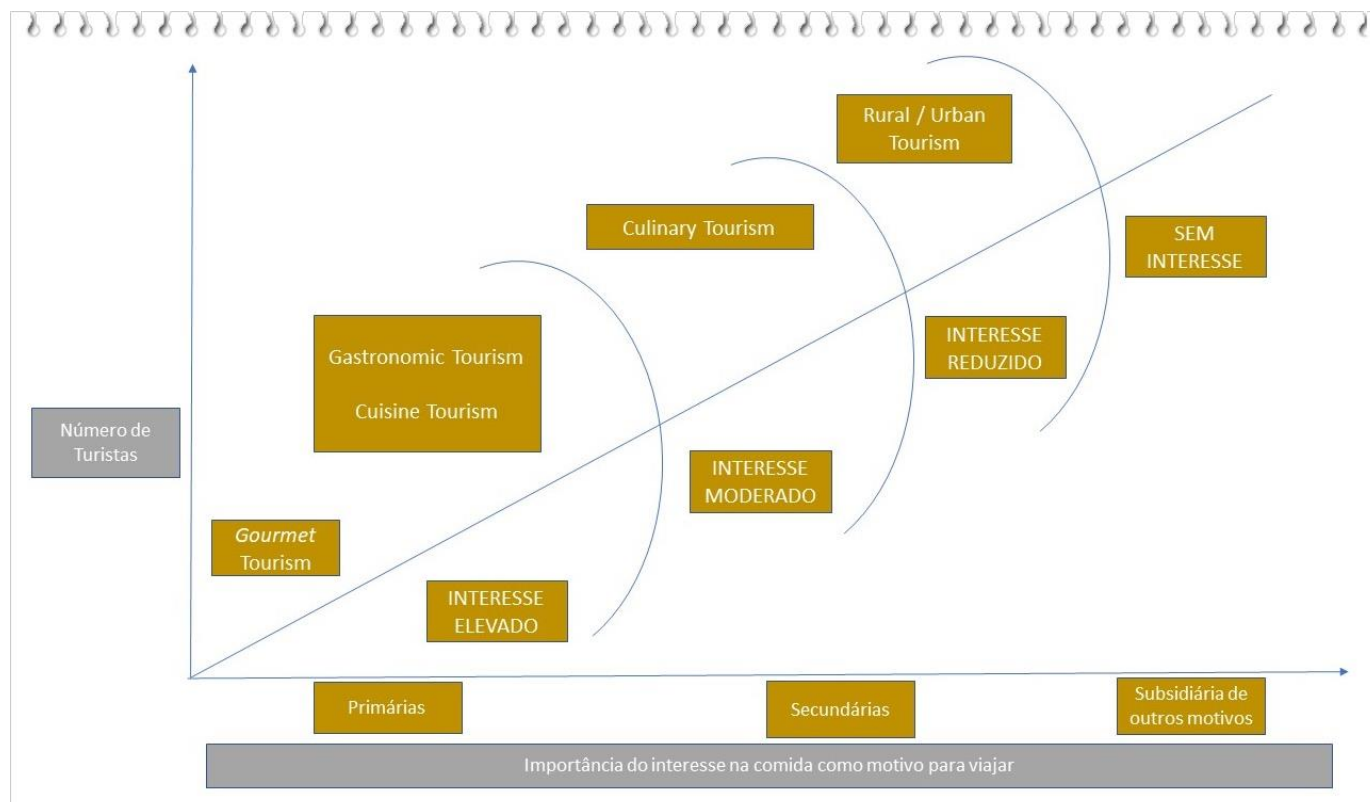 Rural / Urban
Tourism
Culinary Tourism
SEM
INTERESSE
Gastronomic Tourism
Cuisine Tourism
INTERESSE
REDUZIDO
Número de
Turistas
INTERESSE
MODERADO
Gourmet
Tourism
INTERESSE
ELEVADO
Primárias
Secundárias
Subsidiária de
outros motivos
Importância do interesse na comida como motivo para viajar